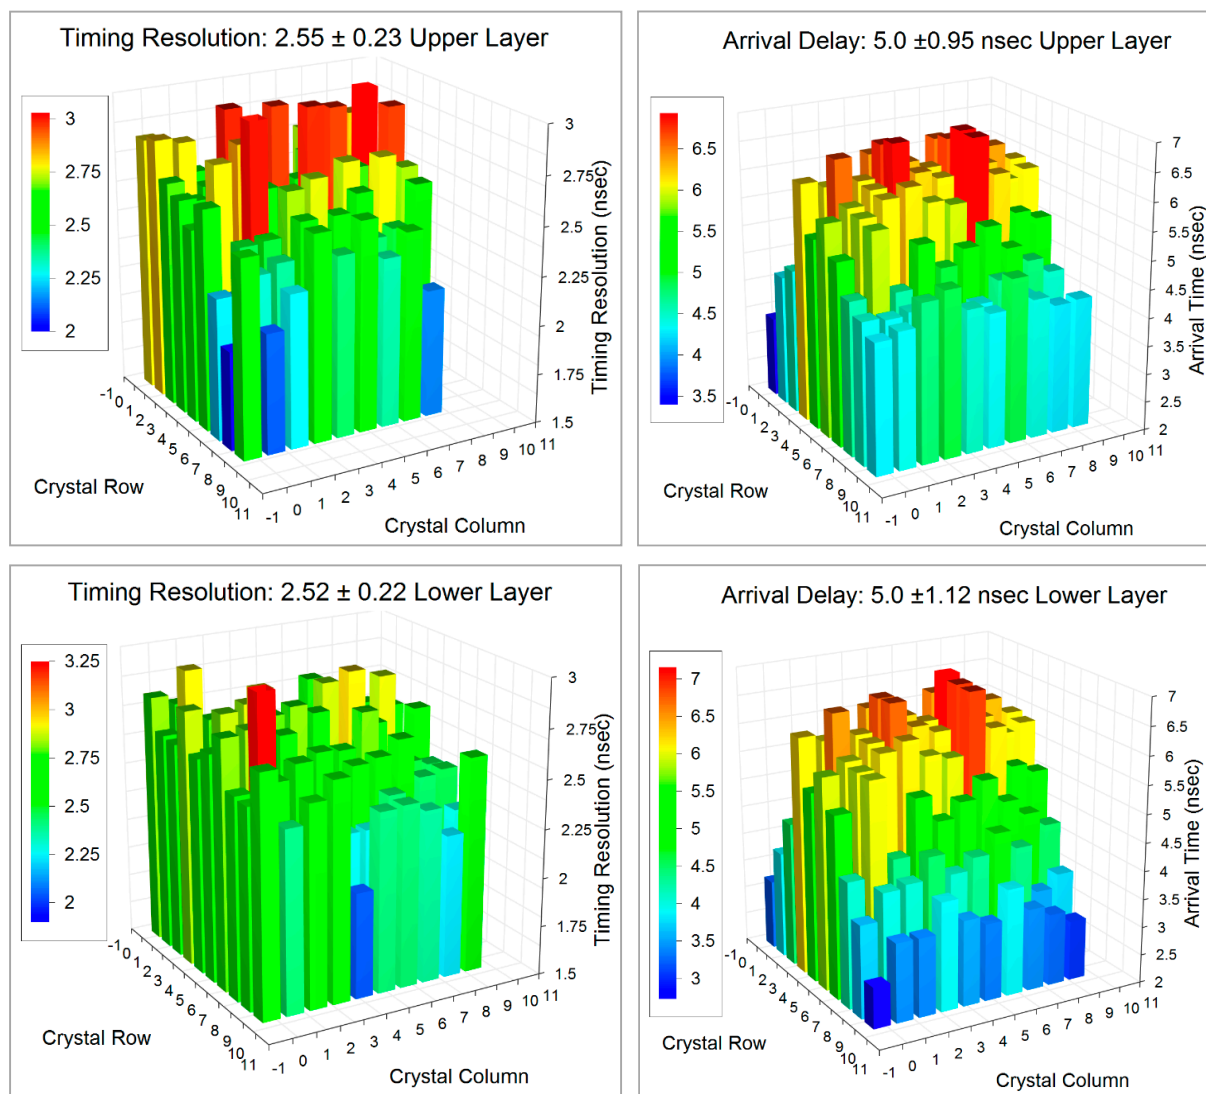 Timing Resolution: 2.55 ± 0.23 Upper Layer
3
2.75
2.5
2.25
2
3
2.75
2.5
2.25
2
1.75
1.5
Timing Resolution (nsec)
-1 0 1 2 3 4 5 6 7 8 9 10 11
Crystal Row
-1 0 1 2 3 4 5 6 7 8 9 10 11
Crystal Column
Arrival Delay: 5.0 ±0.95 nsec Upper Layer
6.5
6
5.5
5
4.5
4
3.5
7
6.5
6
5.5
5
4.5
4
3.5
3
2.5
2
Arrival Time (nsec)
-1 0 1 2 3 4 5 6 7 8 9 10 11
Crystal Row
-1 0 1 2 3 4 5 6 7 8 9 10 11
Crystal Column
Timing Resolution: 2.52 ± 0.22 Lower Layer
3.25
3
2.75
2.5
2.25
2
3
2.75
2.5
2.25
2
1.75
1.5
Timing Resolution (nsec)
-1 0 1 2 3 4 5 6 7 8 9 10 11
Crystal Row
-1 0 1 2 3 4 5 6 7 8 9 10 11
Crystal Column
Arrival Delay: 5.0 ±1.12 nsec Lower Layer
7
6.5
6
5.5
5
4.5
4
3.5
3
7
6.5
6
5.5
5
4.5
4
3.5
3
2.5
2
Arrival Time (nsec)
-1 0 1 2 3 4 5 6 7 8 9 10 11
Crystal Row
-1 0 1 2 3 4 5 6 7 8 9 10 11
Crystal Column